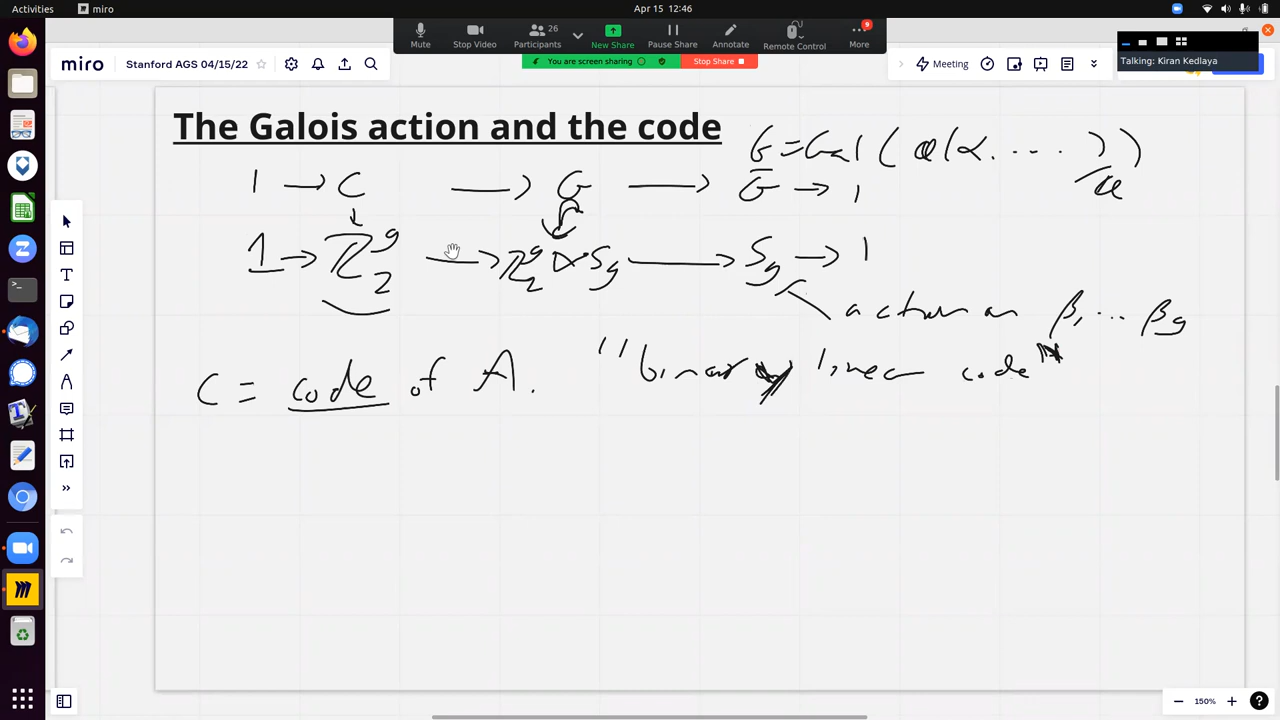 Activities
miro
Apr 15 12:46
Mute
Stop Video
Participants 26
New Share
Pause Share
Annotate
Remote Control
More 9
You are screen sharing
Stop Share
Talking: Kiran Kedlaya
miro
Stanford AGS 04/15/22
Meeting
The Galois action and the code
G = Gal(Q(α, ....)/Q)
1 → C → G → G̅ → 1
1 → Z₂^g → Z₂^g ⋊ S_g → S_g → 1
action on β₁ ... β_g
C = code of A. "binary linear code"
150%